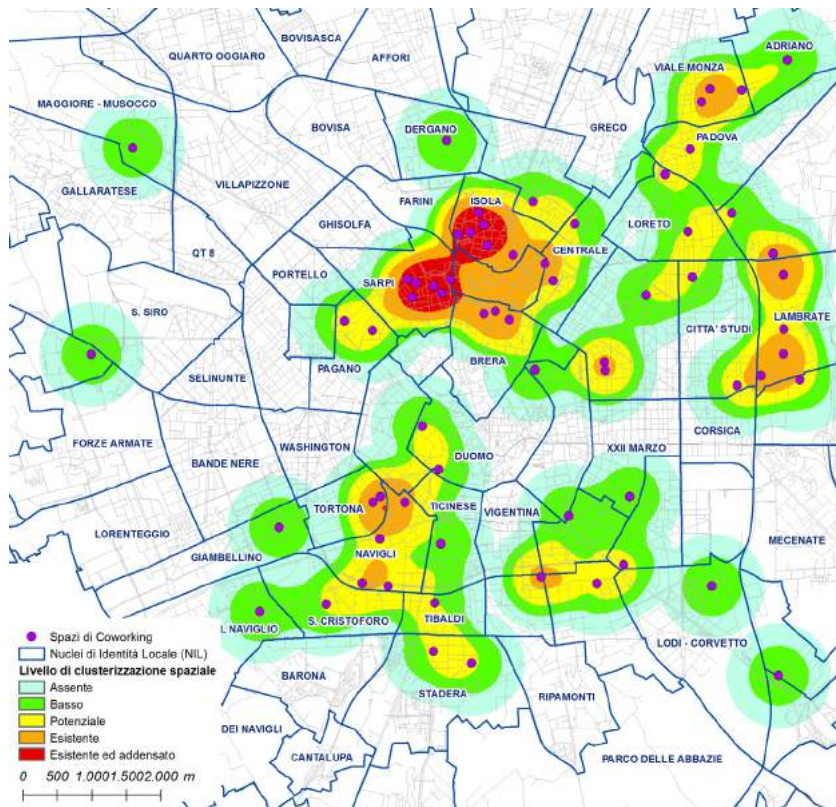 BOVISASCA
QUARTO OGGIARO
AFFORI
ADRIANO
VIALE MONZA
MAGGIORE - MUSOCCO
BOVISA
DERGANO
GRECO
PADOVA
GALLARATESE
VILLAPIZZONE
FARINI
ISOLA
GHISOLFA
LORETO
CENTRALE
QT 8
PORTELLO
SARPI
S. SIRO
CITTA' STUDI
LAMBRATE
BRERA
PAGANO
SELINUNTE
CORSICA
FORZE ARMATE
WASHINGTON
XXII MARZO
BANDE NERE
DUOMO
TORTONA
TICINESE
VIGENTINA
LORENTEGGIO
MECENATE
GIAMBELLINO
NAVIGLI
L NAVIGLIO
S. CRISTOFORO
TIBALDI
LODI - CORVETTO
BARONA
STADERA
RIPAMONTI
DEI NAVIGLI
CANTALUPA
PARCO DELLE ABBAZIE
Spazi di Coworking
Nuclei di Identità Locale (NIL)
Livello di clusterizzazione spaziale
Assente
Basso
Potenziale
Esistente
Esistente ed addensato
0 500 1.000 1.500 2.000 m